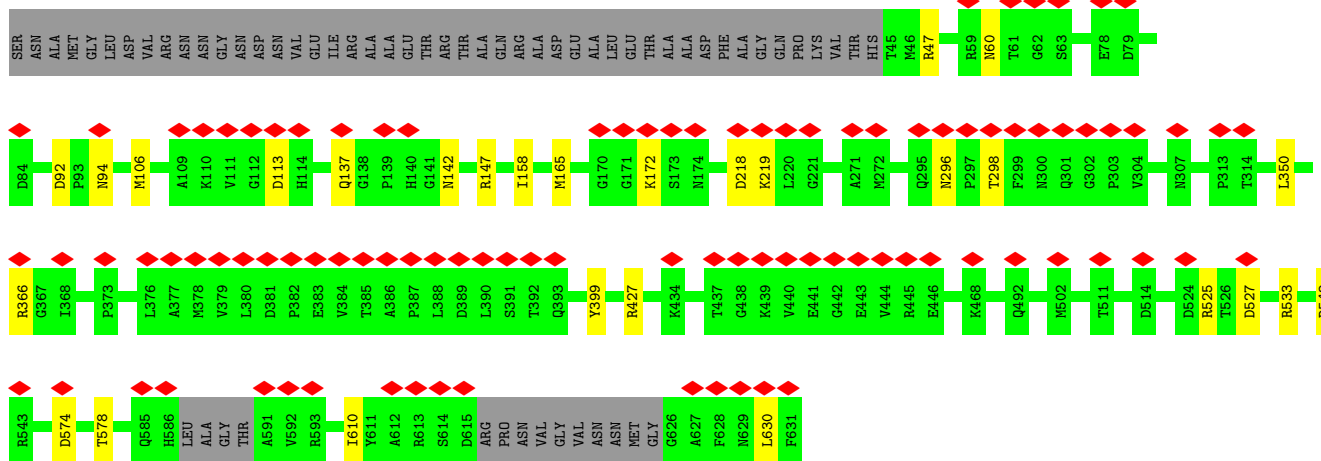 SER ASN ALA MET GLY LEU ASP VAL ARG ASN ASN GLY ASN ASP ASN VAL GLU ILE ARG ALA ALA GLU THR ARG THR ALA GLN ARG ALA ASP GLU ALA LEU GLU THR ALA ALA ASP PHE ALA GLY GLN PRO LYS VAL THR HIS T45 M46 R47 R59 N60 T61 G62 S63 E78 D79
D84 D92 P93 N94 M106 A109 K110 V111 G112 D113 H114 Q137 G138 P139 H140 G141 N142 R147 I158 M165 G170 G171 K172 S173 N174 D218 K219 L220 G221 A271 M272 Q295 N296 P297 T298 F299 N300 Q301 G302 P303 V304 N307 P313 T314 L350
R366 G367 I368 P373 L376 A377 M378 V379 L380 D381 P382 E383 V384 T385 A386 P387 L388 D389 L390 S391 T392 Q393 Y399 R427 K434 T437 G438 K439 V440 E441 G442 E443 V444 R445 E446 K468 Q492 M502 T511 D514 D524 R525 T526 D527 R533
R543 D574 T578 Q585 H586 LEU ALA GLY THR A591 V592 R593 I610 Y611 A612 R613 S614 D615 ARG PRO ASN VAL GLY VAL ASN ASN MET GLY G626 A627 F628 N629 L630 F631